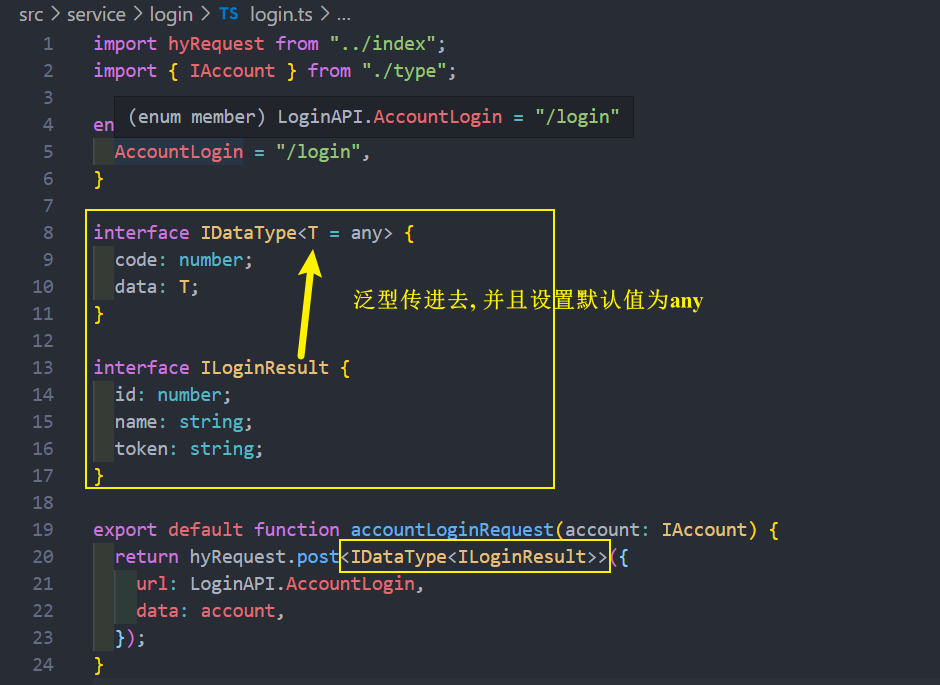 src > service > login > TS login.ts > ...
1 import hyRequest from "../index";
2 import { IAccount } from "./type";
3
(enum member) LoginAPI.AccountLogin = "/login"
4 en
5 AccountLogin = "/login",
6 }
7
8 interface IDataType<T = any> {
9 code: number;
10 data: T;
泛型传进去, 并且设置默认值为any
11 }
12
13 interface ILoginResult {
14 id: number;
15 name: string;
16 token: string;
17 }
18
19 export default function accountLoginRequest(account: IAccount) {
20 return hyRequest.post<IDataType<ILoginResult>>({
21 url: LoginAPI.AccountLogin,
22 data: account,
23 });
24 }